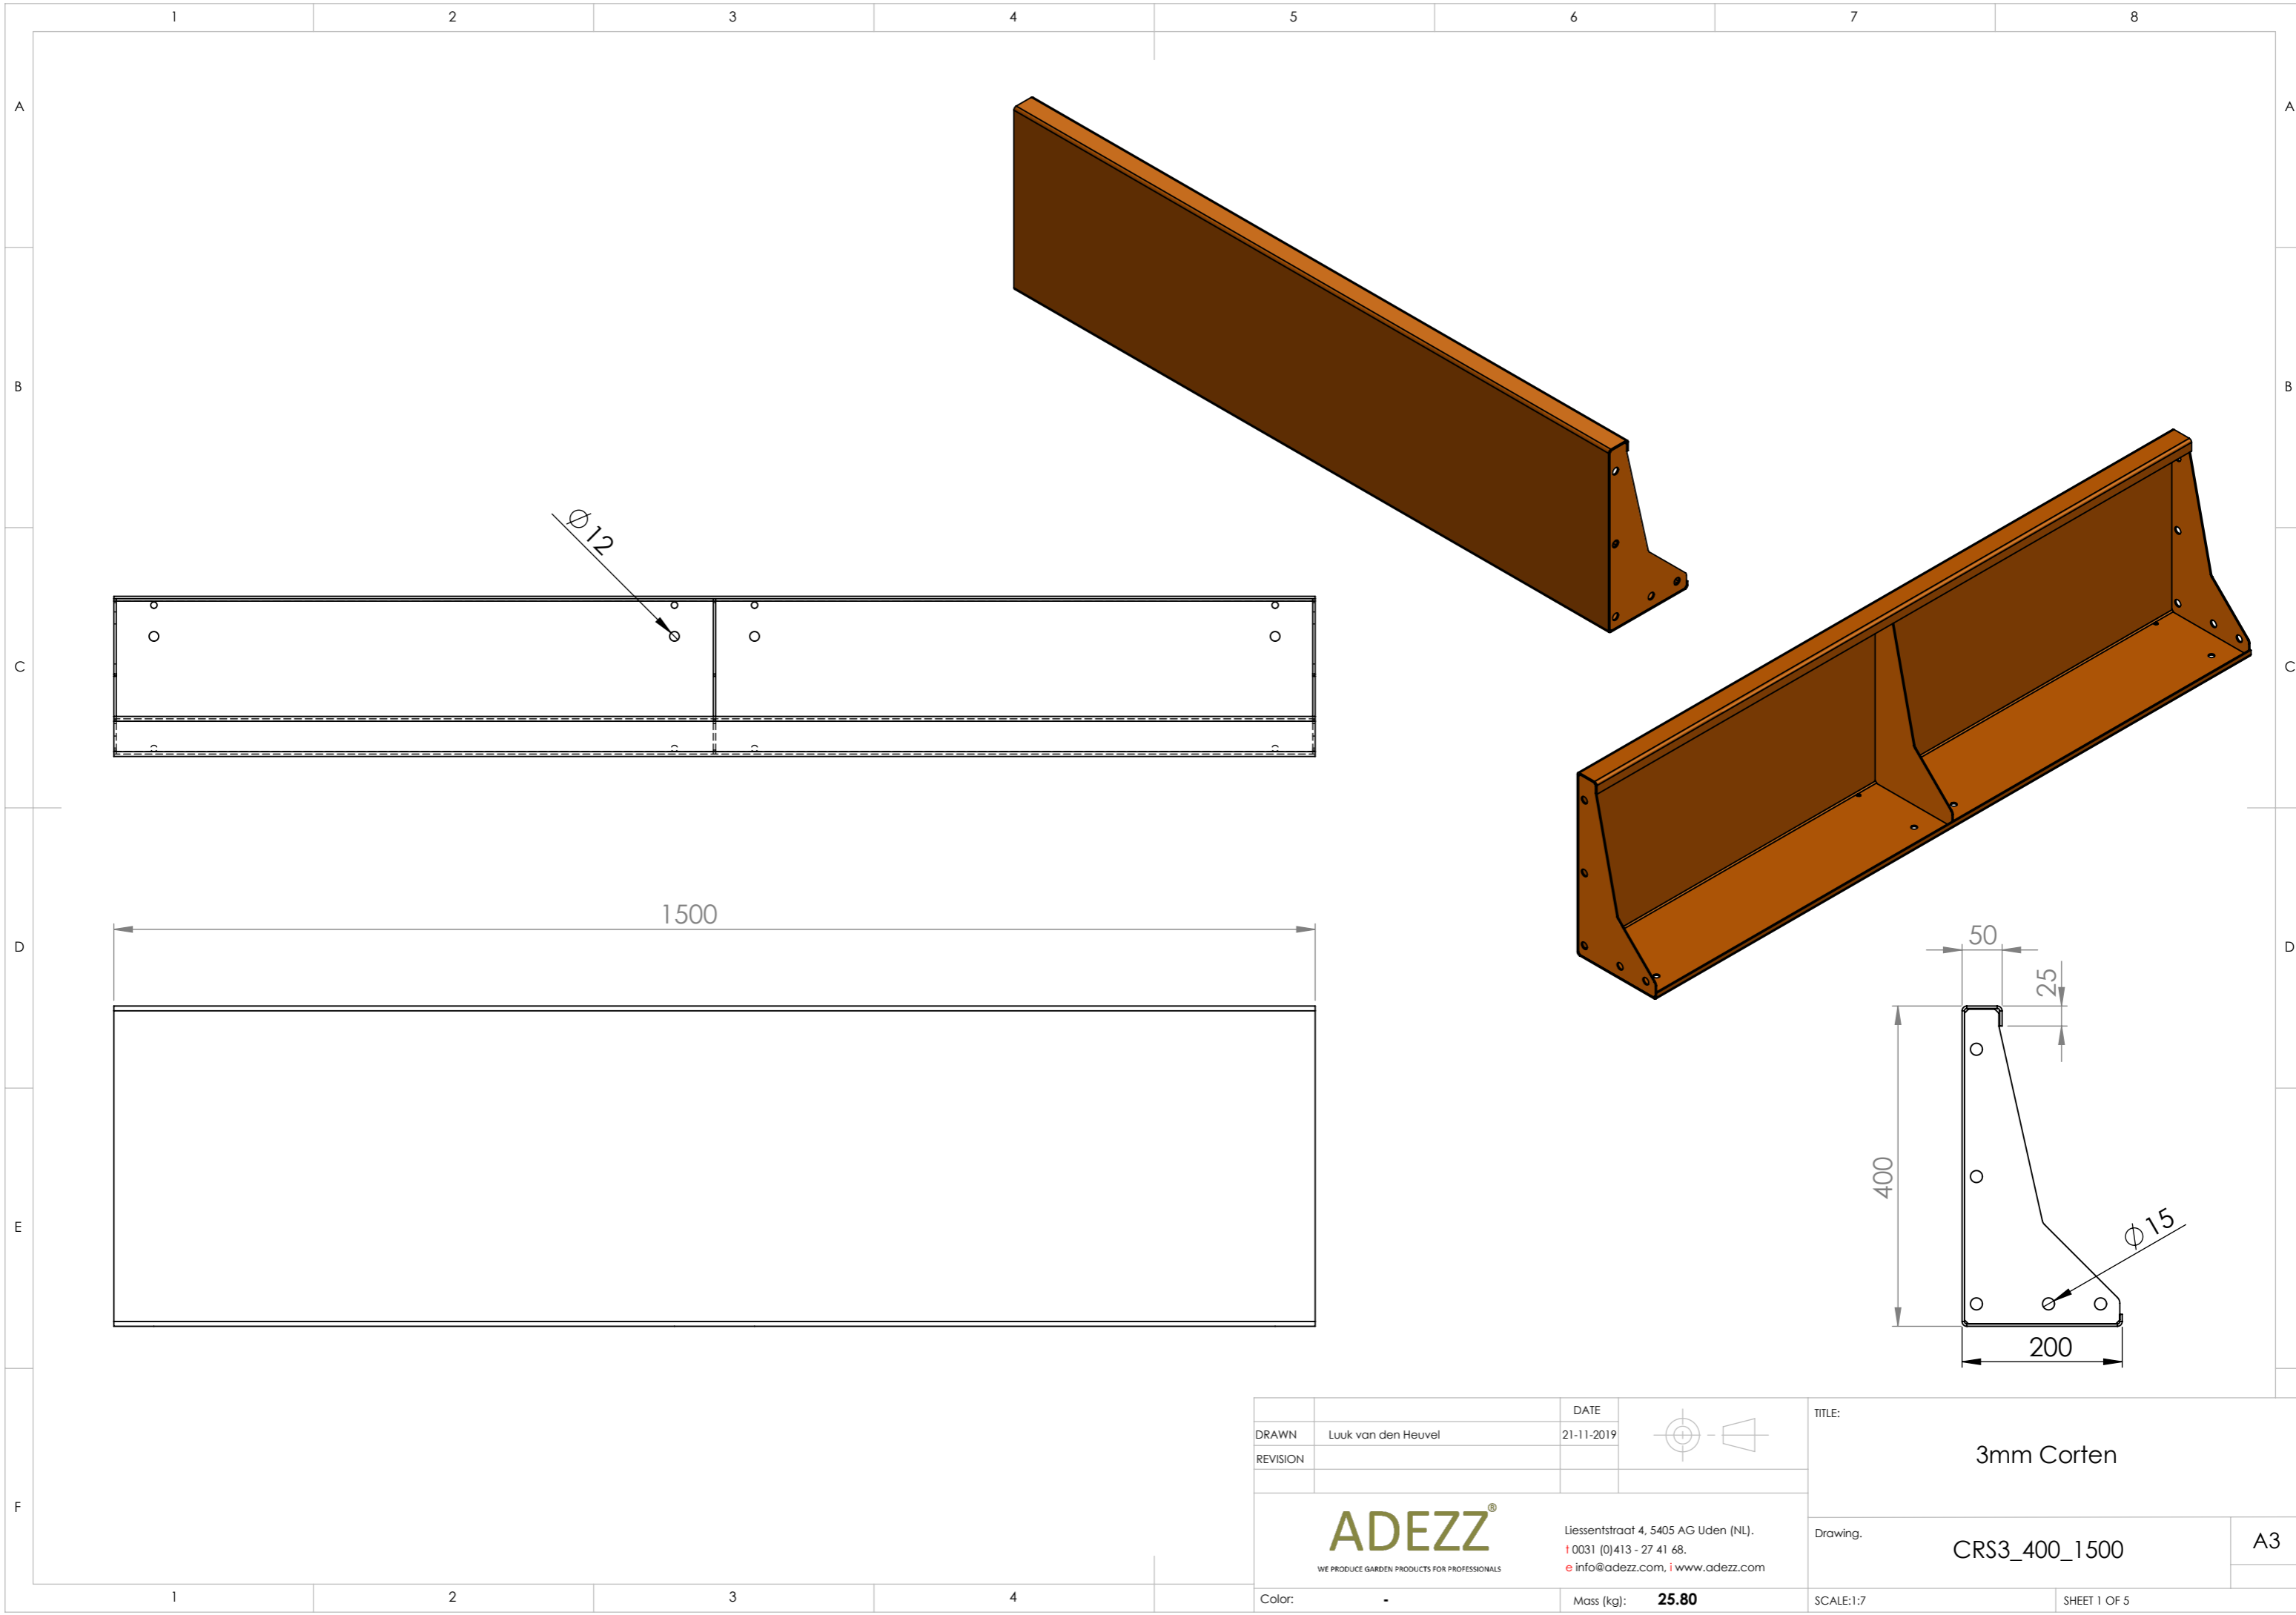 1 2 3 4 5 6 7 8
A A
B B
Ø12
C C
1500
50
D D
25
400
E
Ø15
200
DATE
TITLE:
DRAWN Luuk van den Heuvel 21-11-2019
REVISION
3mm Corten
F
ADEZZ®
WE PRODUCE GARDEN PRODUCTS FOR PROFESSIONALS
Liessentstraat 4, 5405 AG Uden (NL).
t 0031 (0)413 - 27 41 68.
e info@adezz.com, i www.adezz.com
Drawing.
CRS3_400_1500
A3
1 2 3 4
Color: -
Mass (kg): 25.80
SCALE:1:7
SHEET 1 OF 5